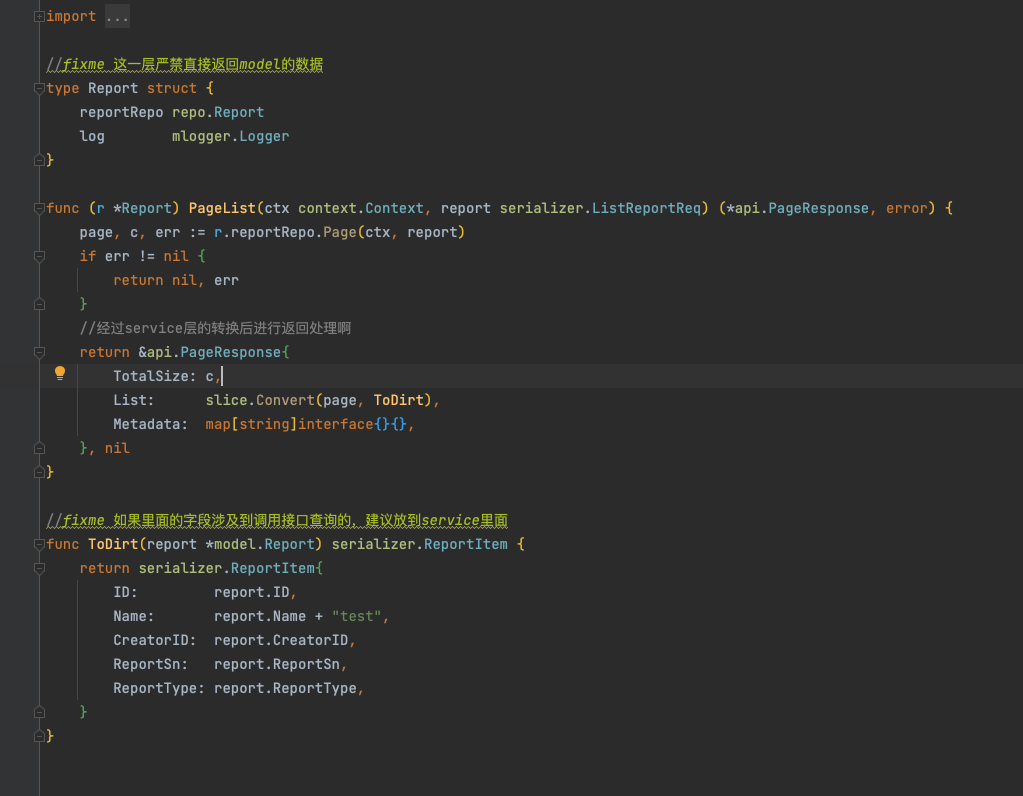 import ...
//fixme 这一层严禁直接返回model的数据
type Report struct {
    reportRepo repo.Report
    log        mlogger.Logger
}
func (r *Report) PageList(ctx context.Context, report serializer.ListReportReq) (*api.PageResponse, error) {
    page, c, err := r.reportRepo.Page(ctx, report)
    if err != nil {
        return nil, err
    }
    //经过service层的转换后进行返回处理啊
    return &api.PageResponse{
        TotalSize: c,
        List:      slice.Convert(page, ToDirt),
        Metadata:  map[string]interface{}{},
    }, nil
}
//fixme 如果里面的字段涉及到调用接口查询的，建议放到service里面
func ToDirt(report *model.Report) serializer.ReportItem {
    return serializer.ReportItem{
        ID:         report.ID,
        Name:       report.Name + "test",
        CreatorID:  report.CreatorID,
        ReportSn:   report.ReportSn,
        ReportType: report.ReportType,
    }
}